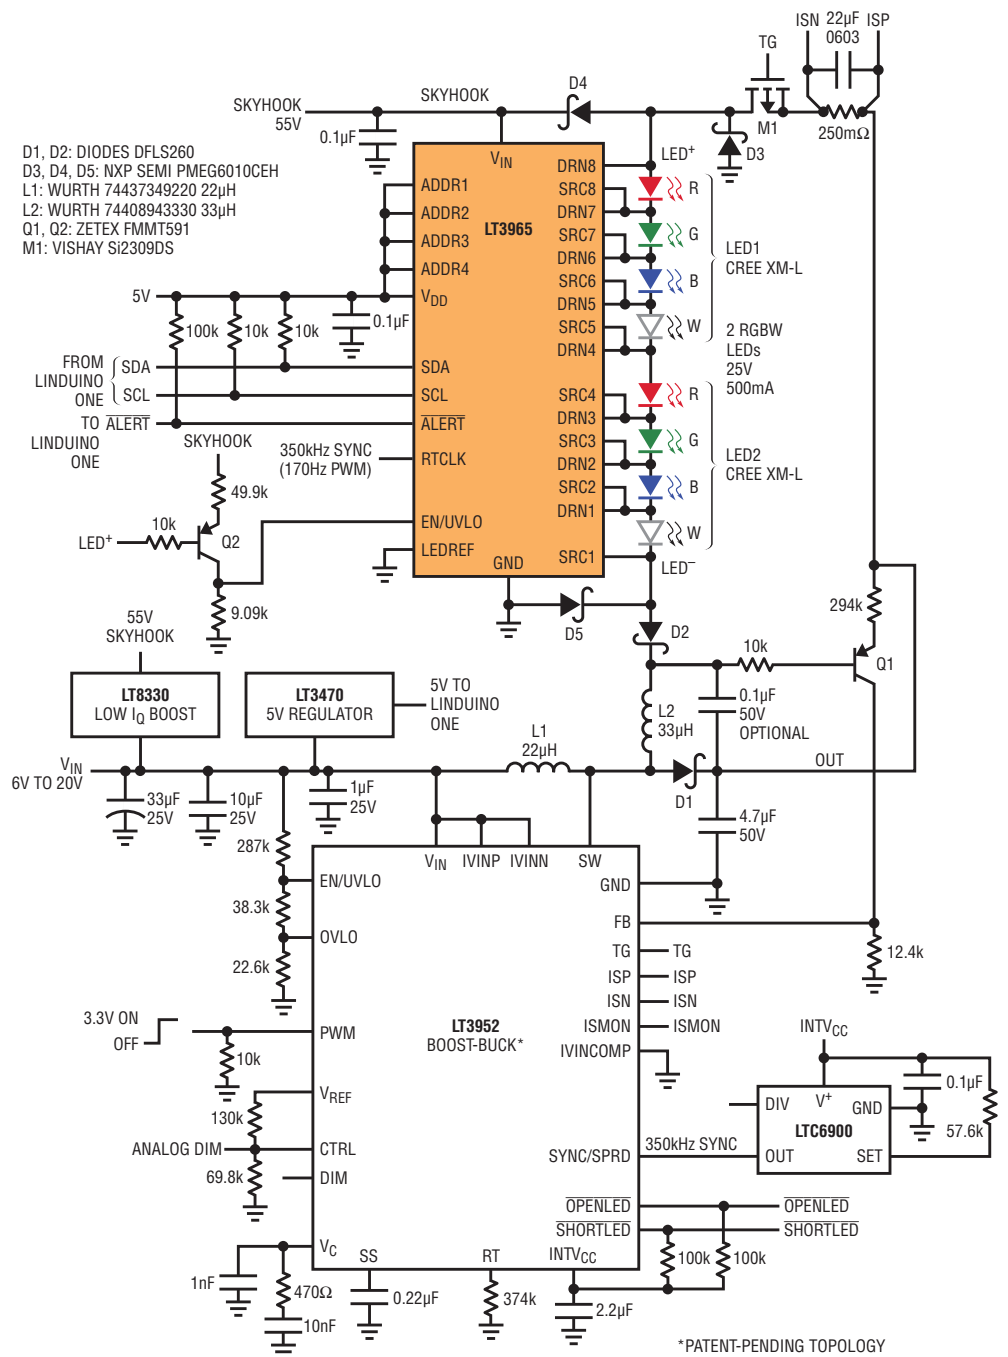 ISN
22µF
0603
ISP
TG
D4
SKYHOOK
55V
SKYHOOK
0.1µF
M1
250mΩ
D3
D1, D2: DIODES DFLS260
D3, D4, D5: NXP SEMI PMEG6010CEH
L1: WURTH 74437349220 22µH
L2: WURTH 74408943330 33µH
Q1, Q2: ZETEX FMMT591
M1: VISHAY Si2309DS
VIN
LED+
ADDR1
ADDR2
ADDR3
ADDR4
VDD
LT3965
DRN8
SRC8
DRN7
SRC7
DRN6
SRC6
DRN5
SRC5
DRN4
SRC4
DRN3
SRC3
DRN2
SRC2
DRN1
SRC1
R
G
B
W
LED1
CREE XM-L
2 RGBW
LEDs
25V
500mA
R
G
B
W
LED2
CREE XM-L
LED–
5V
100k
10k
10k
0.1µF
FROM
LINDUINO
ONE
SDA
SCL
TO
LINDUINO
ONE
ALERT
SDA
SCL
ALERT
RTCLK
EN/UVLO
LEDREF
GND
350kHz SYNC
(170Hz PWM)
SKYHOOK
49.9k
10k
LED+
Q2
9.09k
D5
D2
294k
10k
Q1
55V
SKYHOOK
LT8330
LOW IQ BOOST
LT3470
5V REGULATOR
5V TO
LINDUINO
ONE
L2
33µH
0.1µF
50V
OPTIONAL
L1
22µH
VIN
6V TO 20V
OUT
D1
33µF
25V
10µF
25V
1µF
25V
4.7µF
50V
287k
38.3k
22.6k
VIN
IVINP
IVINN
SW
GND
FB
TG
ISP
ISN
ISMON
IVINCOMP
EN/UVLO
OVLO
TG
ISP
ISN
ISMON
12.4k
3.3V ON
OFF
10k
PWM
LT3952
BOOST-BUCK*
VREF
130k
ANALOG DIM
CTRL
69.8k
DIM
INTVCC
0.1µF
DIV
V+
GND
LTC6900
57.6k
OUT
SET
SYNC/SPRD
350kHz SYNC
OPENLED
SHORTLED
OPENLED
SHORTLED
100k
100k
VC
SS
RT
INTVCC
1nF
470Ω
10nF
0.22µF
374k
2.2µF
*PATENT-PENDING TOPOLOGY